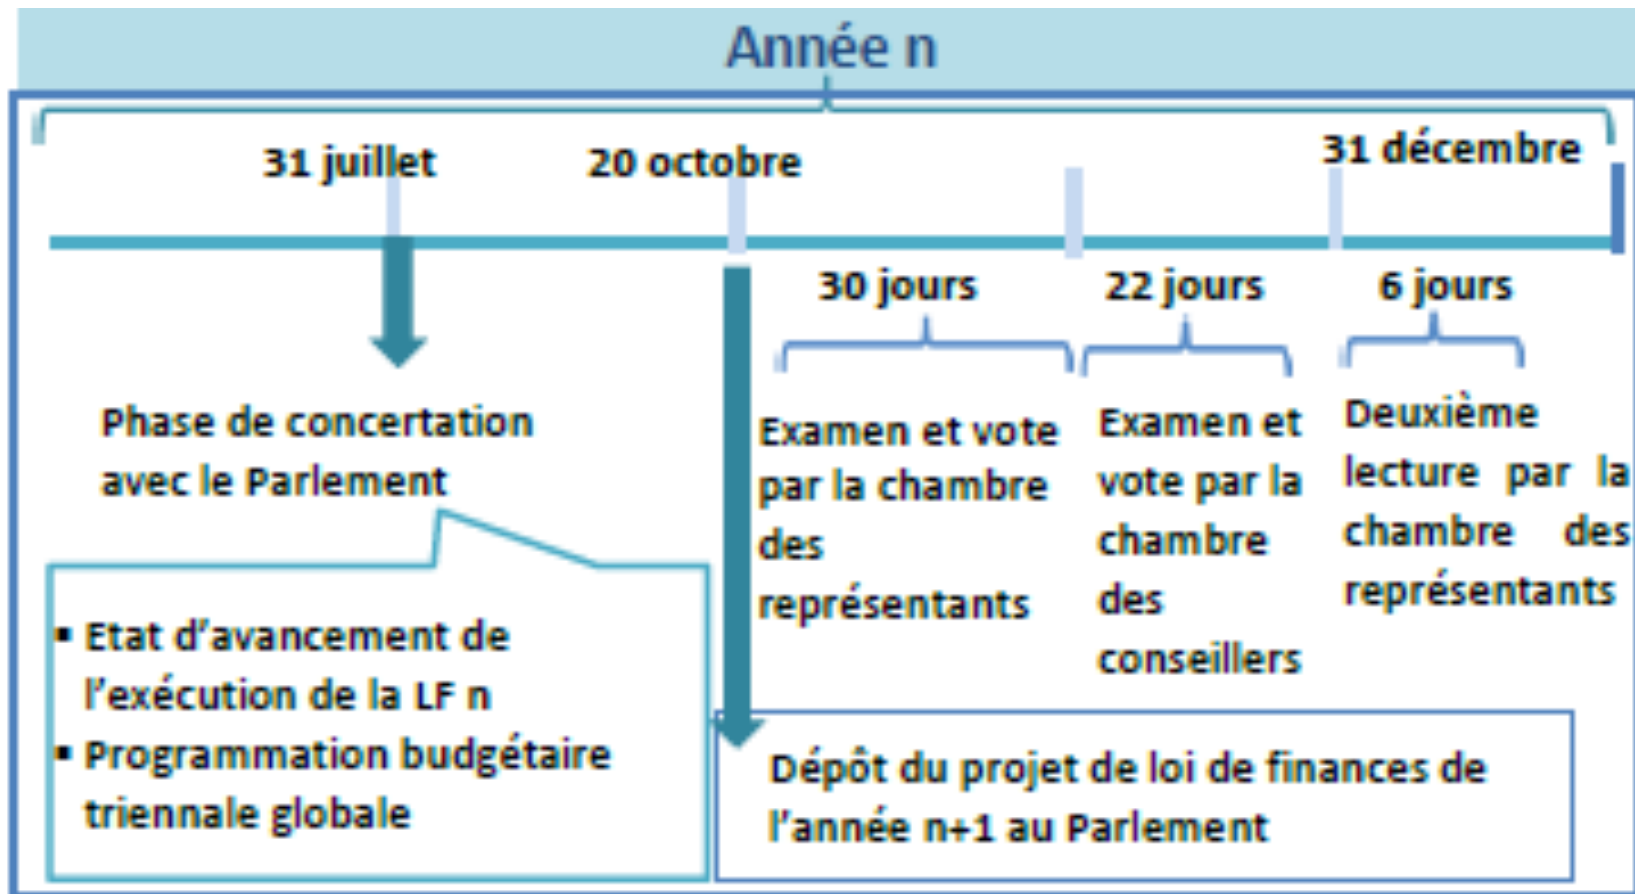 Année n
31 juillet
20 octobre
31 décembre
30 jours
22 jours
6 jours
Phase de concertation
avec le Parlement
Examen et vote
par la chambre
des
représentants
Examen et
vote par la
chambre
des
conseillers
Deuxième
lecture par la
chambre des
représentants
▪ Etat d'avancement de
l'exécution de la LF n
▪ Programmation budgétaire
triennale globale
Dépôt du projet de loi de finances de
l'année n+1 au Parlement